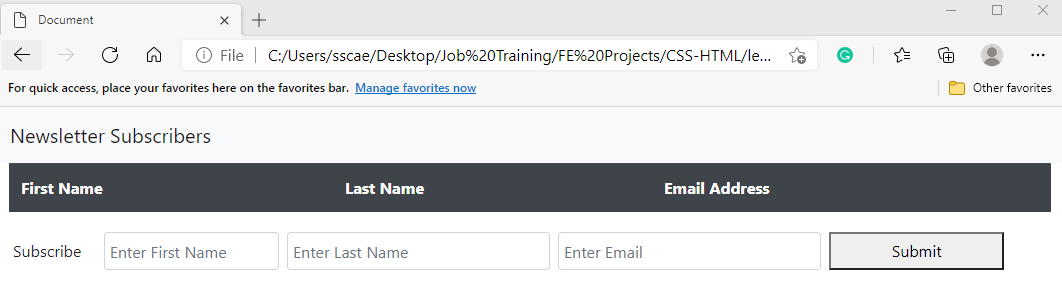 Document
File C:/Users/sscae/Desktop/Job%20Training/FE%20Projects/CSS-HTML/le...
For quick access, place your favorites here on the favorites bar. Manage favorites now Other favorites
Newsletter Subscribers
First Name Last Name Email Address
Subscribe Enter First Name Enter Last Name Enter Email Submit